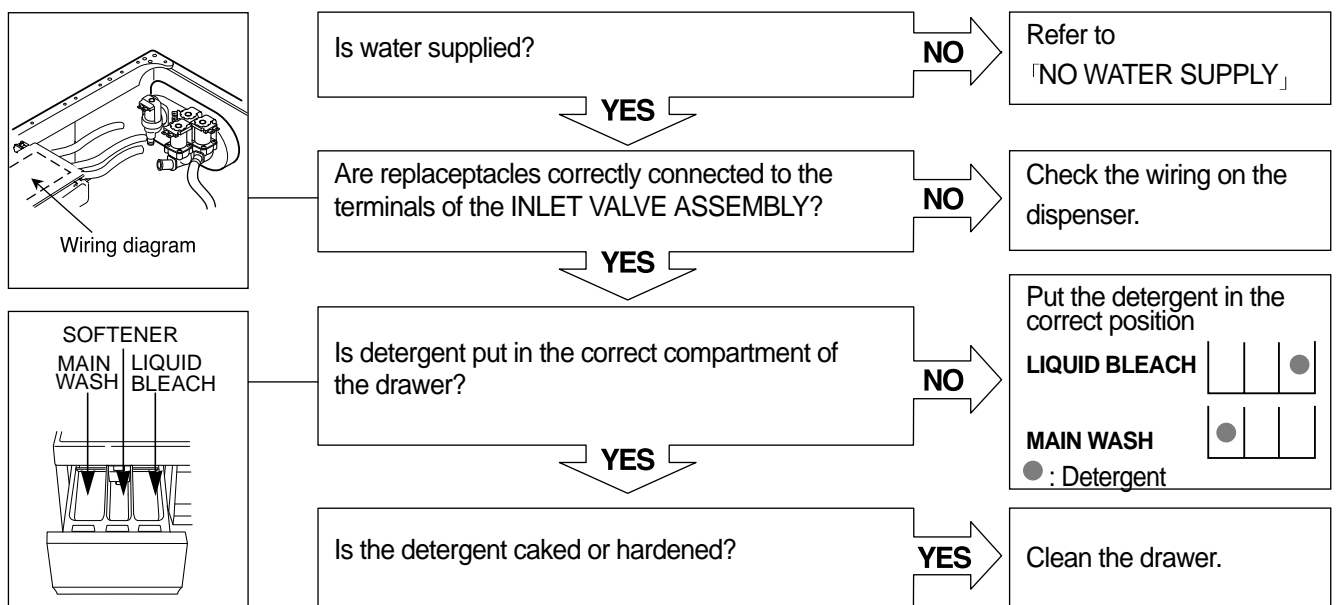 Wiring diagram
Is water supplied?
NO
Refer to
「NO WATER SUPPLY」
YES
Are replaceptacles correctly connected to the
terminals of the INLET VALVE ASSEMBLY?
NO
Check the wiring on the
dispenser.
YES
SOFTENER
MAIN WASH
LIQUID BLEACH
Is detergent put in the correct compartment of
the drawer?
NO
Put the detergent in the
correct position
LIQUID BLEACH
MAIN WASH
: Detergent
YES
Is the detergent caked or hardened?
YES
Clean the drawer.